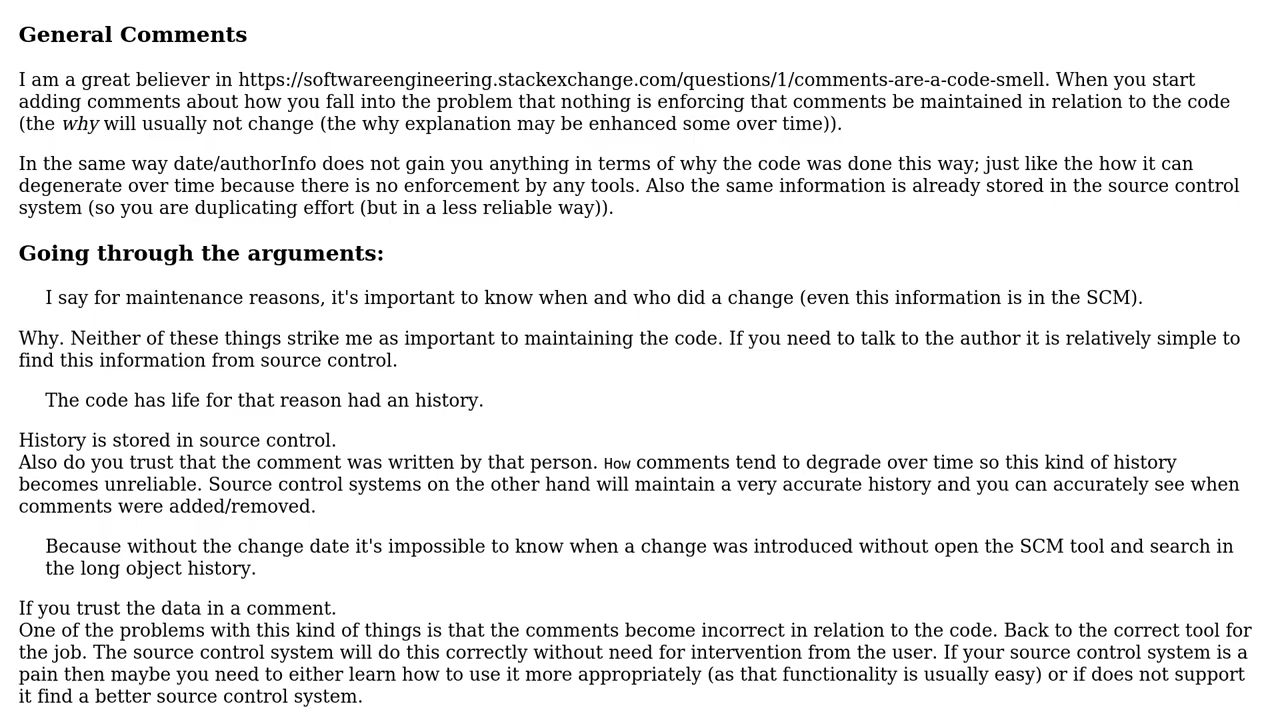 General Comments
I am a great believer in https://softwareengineering.stackexchange.com/questions/1/comments-are-a-code-smell. When you start
adding comments about how you fall into the problem that nothing is enforcing that comments be maintained in relation to the code
(the why will usually not change (the why explanation may be enhanced some over time)).
In the same way date/authorInfo does not gain you anything in terms of why the code was done this way; just like the how it can
degenerate over time because there is no enforcement by any tools. Also the same information is already stored in the source control
system (so you are duplicating effort (but in a less reliable way)).
Going through the arguments:
I say for maintenance reasons, it's important to know when and who did a change (even this information is in the SCM).
Why. Neither of these things strike me as important to maintaining the code. If you need to talk to the author it is relatively simple to
find this information from source control.
The code has life for that reason had an history.
History is stored in source control.
Also do you trust that the comment was written by that person. How comments tend to degrade over time so this kind of history
becomes unreliable. Source control systems on the other hand will maintain a very accurate history and you can accurately see when
comments were added/removed.
Because without the change date it's impossible to know when a change was introduced without open the SCM tool and search in
the long object history.
If you trust the data in a comment.
One of the problems with this kind of things is that the comments become incorrect in relation to the code. Back to the correct tool for
the job. The source control system will do this correctly without need for intervention from the user. If your source control system is a
pain then maybe you need to either learn how to use it more appropriately (as that functionality is usually easy) or if does not support
it find a better source control system.